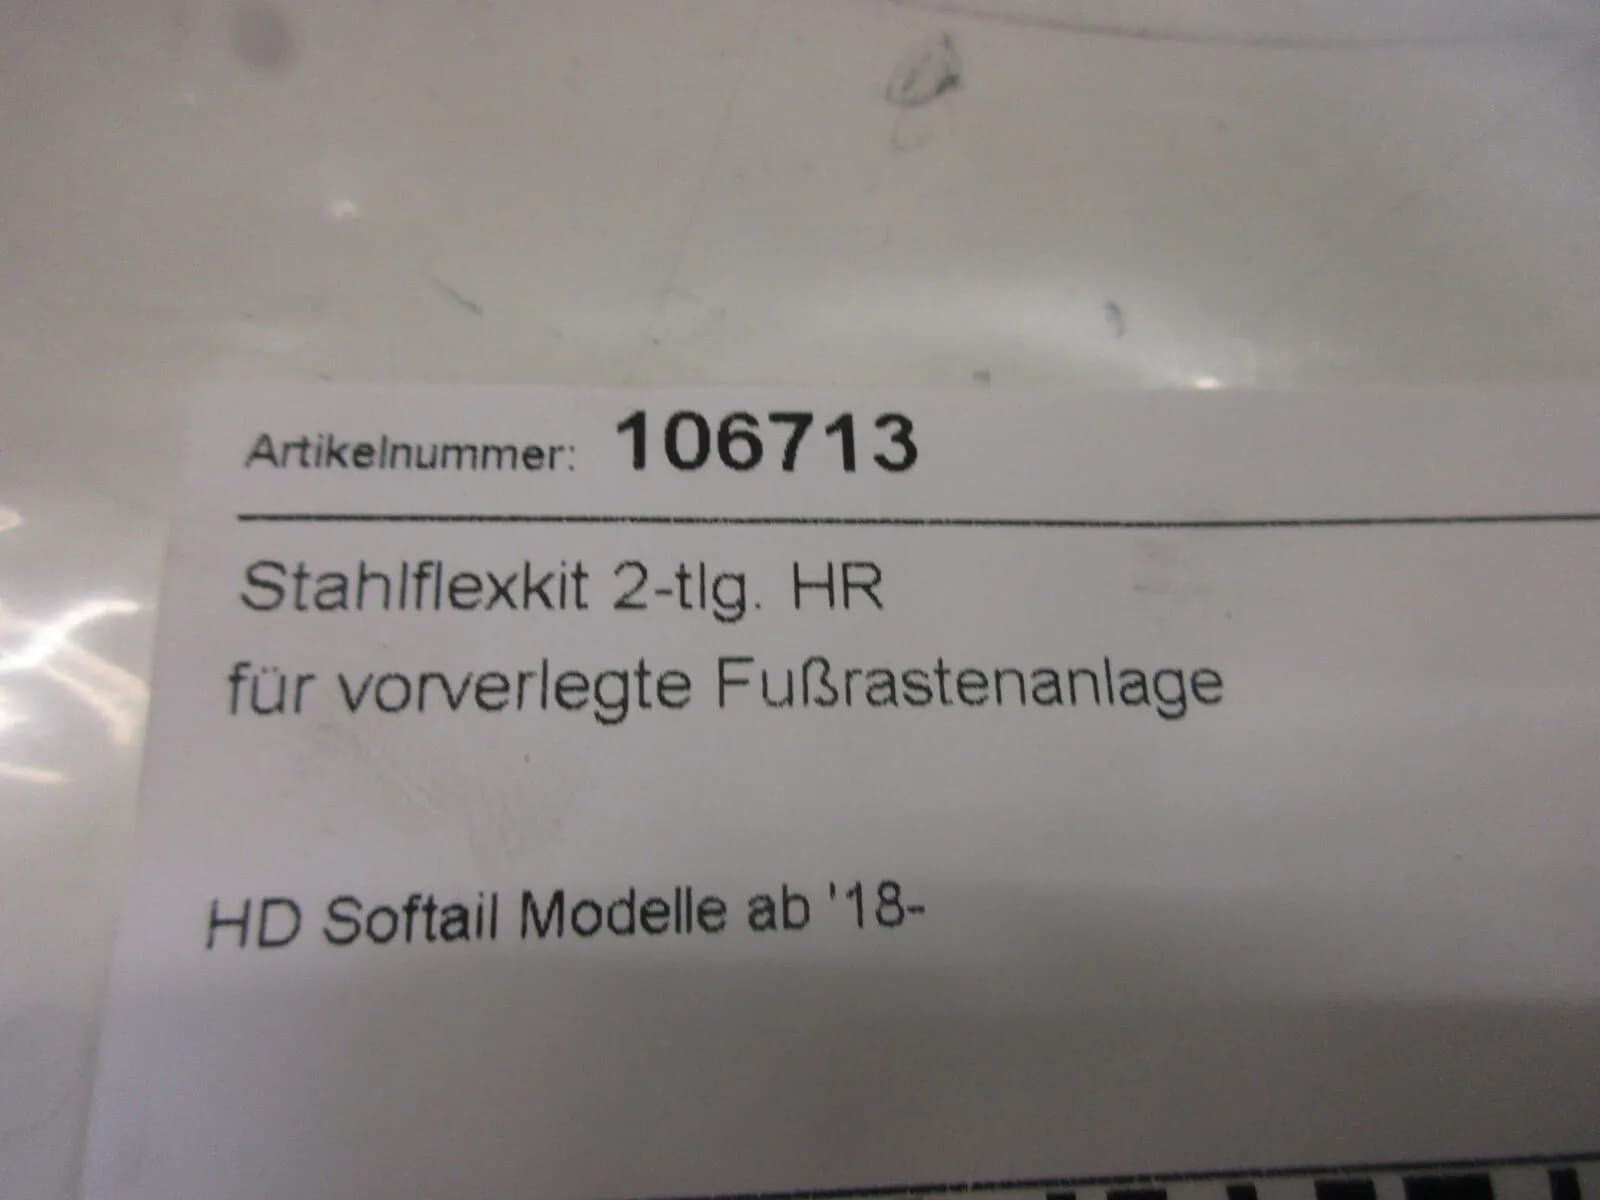 Artikelnummer: 106713
Stahlflexkit 2-tlg. HR
für vorverlegte Fußrastenanlage
HD Softail Modelle ab '18-